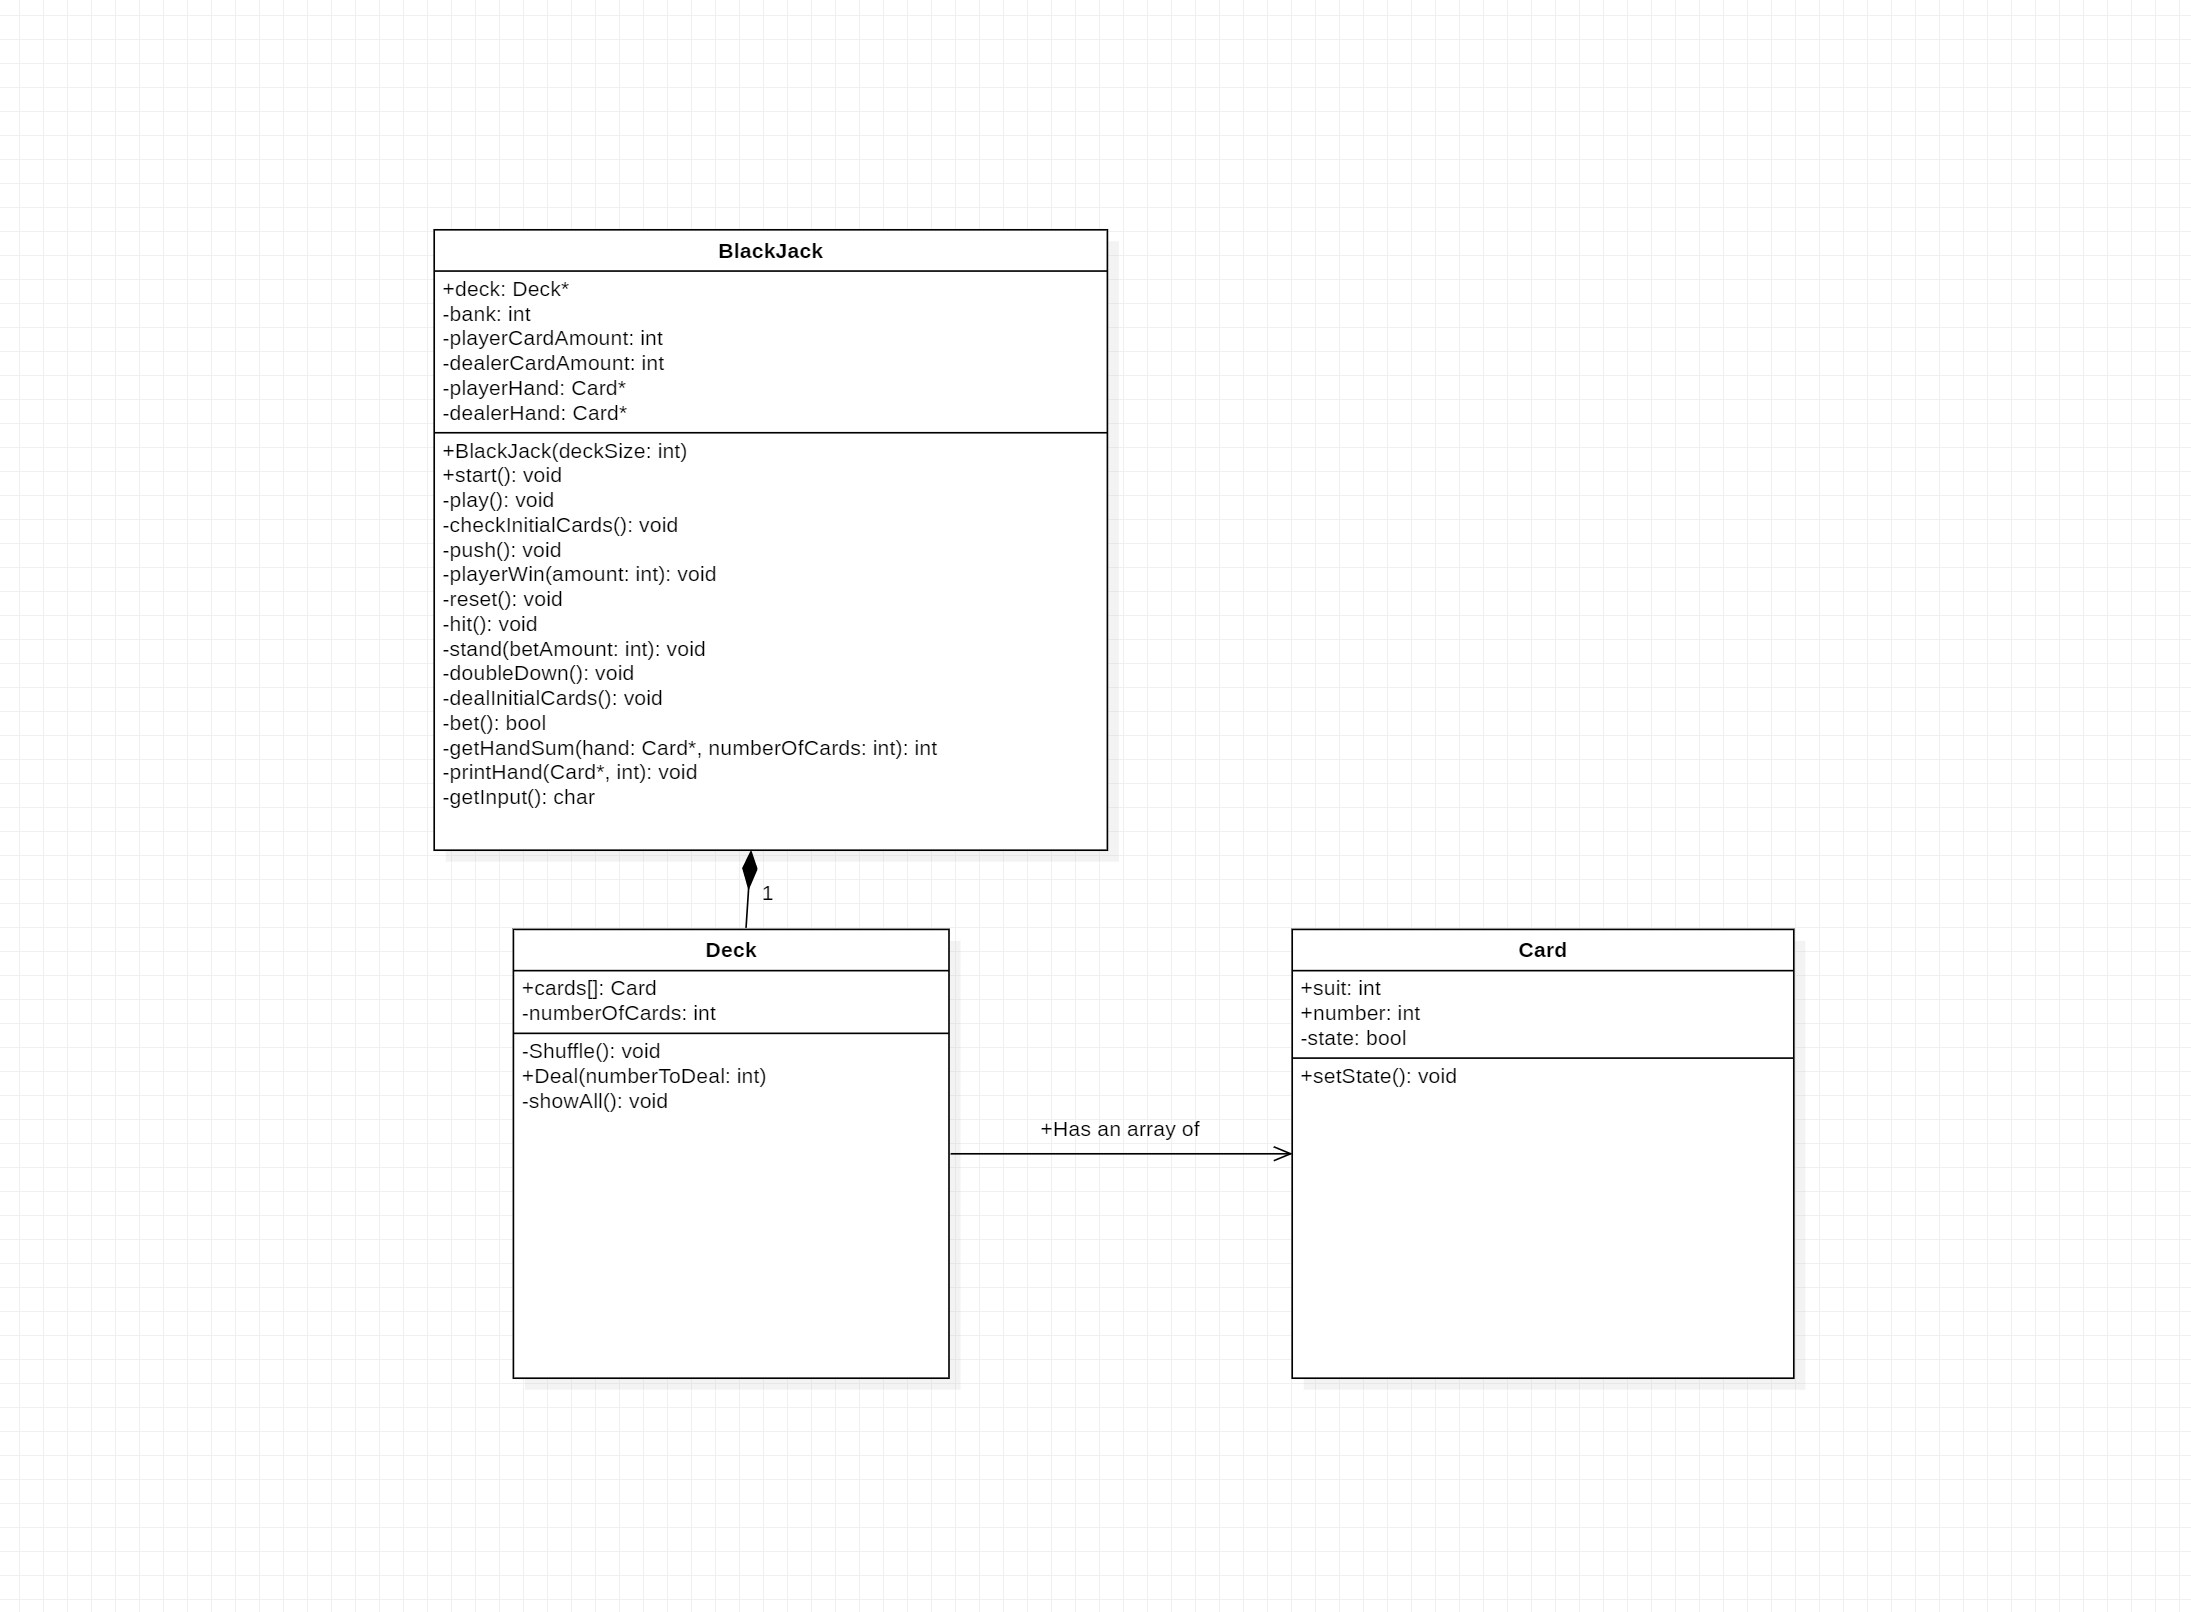 BlackJack
+deck: Deck*
-bank: int
-playerCardAmount: int
-dealerCardAmount: int
-playerHand: Card*
-dealerHand: Card*
+BlackJack(deckSize: int)
+start(): void
-play(): void
-checkInitialCards(): void
-push(): void
-playerWin(amount: int): void
-reset(): void
-hit(): void
-stand(betAmount: int): void
-doubleDown(): void
-dealInitialCards(): void
-bet(): bool
-getHandSum(hand: Card*, numberOfCards: int): int
-printHand(Card*, int): void
-getInput(): char
1
Deck
+cards[]: Card
-numberOfCards: int
-Shuffle(): void
+Deal(numberToDeal: int)
-showAll(): void
+Has an array of
Card
+suit: int
+number: int
-state: bool
+setState(): void